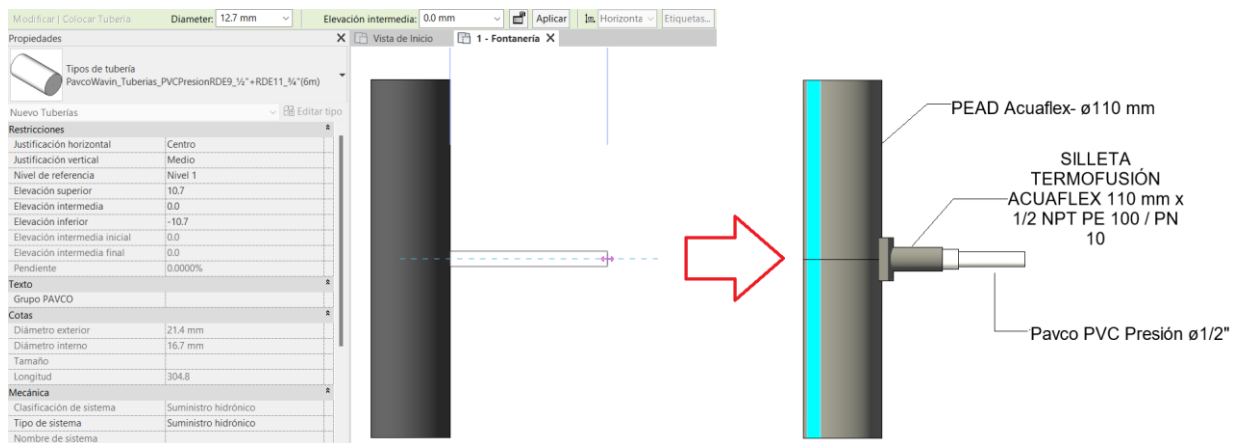 Modificar | Colocar Tubería Diameter: 12.7 mm Elevación intermedia: 0.0 mm Aplicar Horizonta Etiquetas...
Propiedades X Vista de Inicio 1 - Fontanería X
Tipos de tubería
PavcoWavin_Tuberias_PVCPresionRDE9_½"+RDE11_¾"(6m)
Nuevo Tuberías Editar tipo
Restricciones
Justificación horizontal Centro
Justificación vertical Medio
Nivel de referencia Nivel 1
Elevación superior 10.7
Elevación intermedia 0.0
Elevación inferior -10.7
Elevación intermedia inicial 0.0
Elevación intermedia final 0.0
Pendiente 0.0000%
Texto
Grupo PAVCO
Cotas
Diámetro exterior 21.4 mm
Diámetro interno 16.7 mm
Tamaño
Longitud 304.8
Mecánica
Clasificación de sistema Suministro hidrónico
Tipo de sistema Suministro hidrónico
Nombre de sistema
PEAD Acuaflex- ø110 mm
SILLETA
TERMOFUSIÓN
ACUAFLEX 110 mm x
1/2 NPT PE 100 / PN
10
Pavco PVC Presión ø1/2"